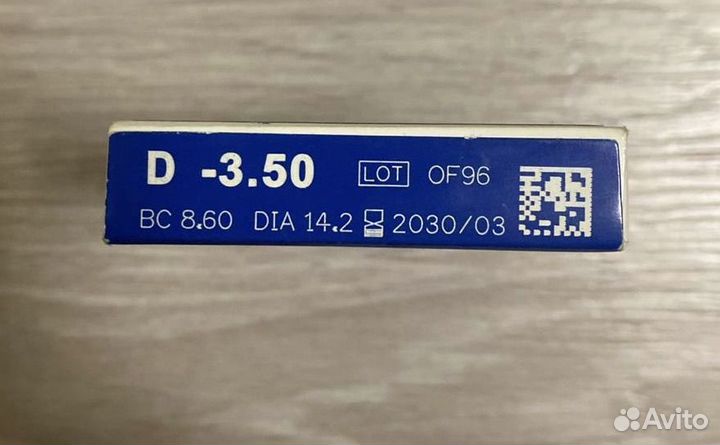 D -3.50 LOT OF96
BC 8.60 DIA 14.2 2030/03
Avito